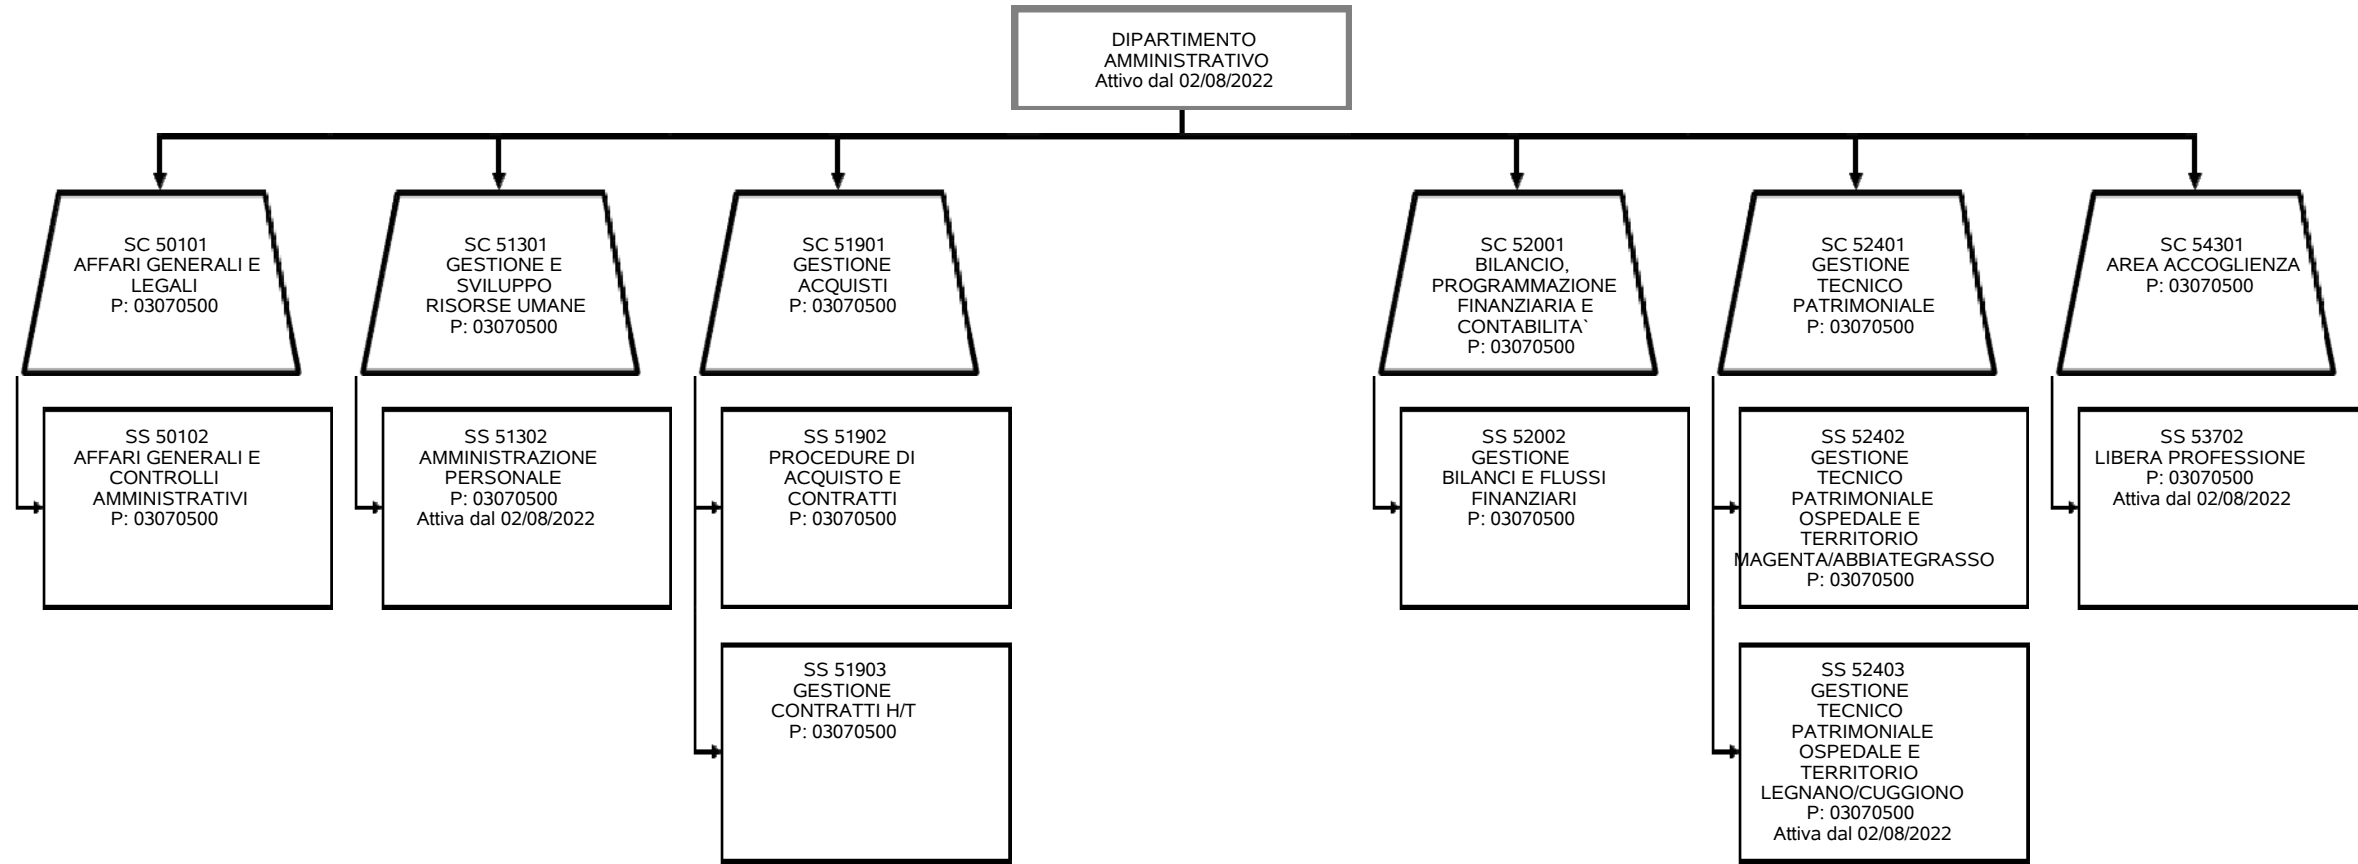 DIPARTIMENTO
AMMINISTRATIVO
Attivo dal 02/08/2022
SC 50101
AFFARI GENERALI E
LEGALI
P: 03070500
SC 51301
GESTIONE E
SVILUPPO
RISORSE UMANE
P: 03070500
SC 51901
GESTIONE
ACQUISTI
P: 03070500
SC 52001
BILANCIO,
PROGRAMMAZIONE
FINANZIARIA E
CONTABILITA`
P: 03070500
SC 52401
GESTIONE
TECNICO
PATRIMONIALE
P: 03070500
SC 54301
AREA ACCOGLIENZA
P: 03070500
SS 50102
AFFARI GENERALI E
CONTROLLI
AMMINISTRATIVI
P: 03070500
SS 51302
AMMINISTRAZIONE
PERSONALE
P: 03070500
Attiva dal 02/08/2022
SS 51902
PROCEDURE DI
ACQUISTO E
CONTRATTI
P: 03070500
SS 52002
GESTIONE
BILANCI E FLUSSI
FINANZIARI
P: 03070500
SS 52402
GESTIONE
TECNICO
PATRIMONIALE
OSPEDALE E
TERRITORIO
MAGENTA/ABBIATEGRASSO
P: 03070500
SS 53702
LIBERA PROFESSIONE
P: 03070500
Attiva dal 02/08/2022
SS 51903
GESTIONE
CONTRATTI H/T
P: 03070500
SS 52403
GESTIONE
TECNICO
PATRIMONIALE
OSPEDALE E
TERRITORIO
LEGNANO/CUGGIONO
P: 03070500
Attiva dal 02/08/2022